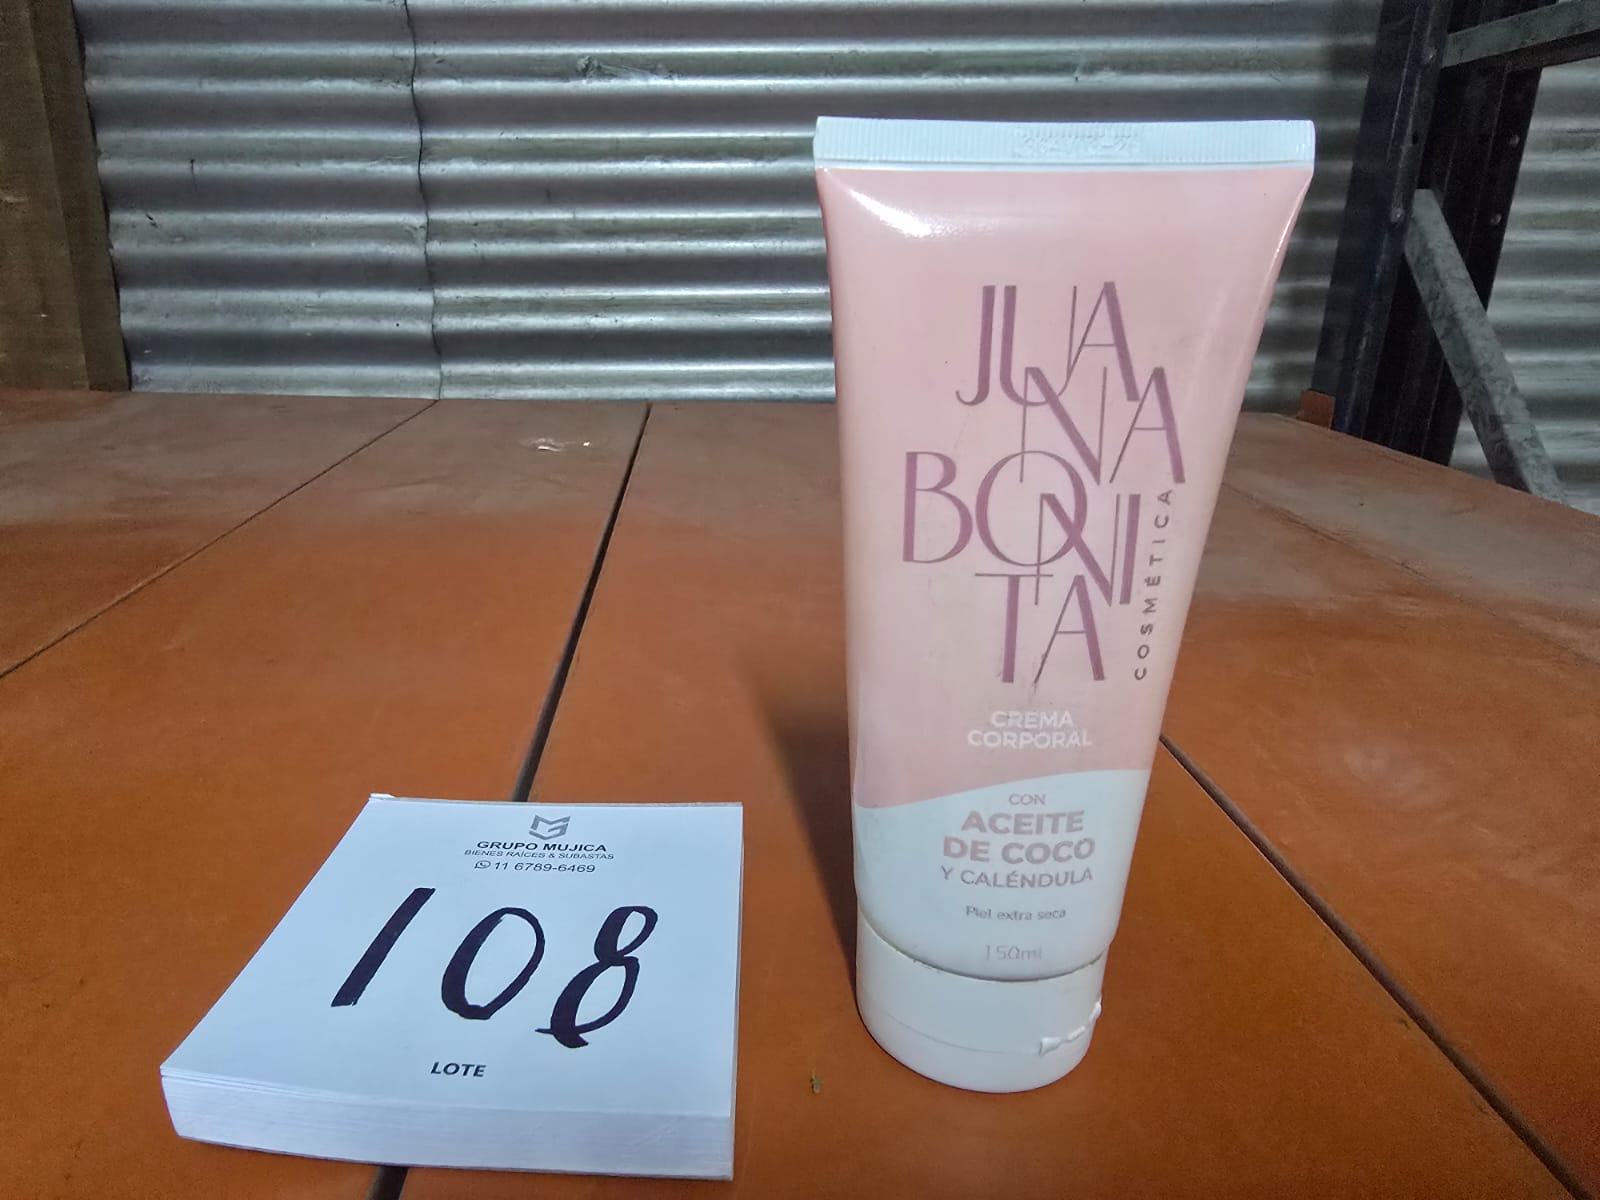 JUANA
BONITA
COSMÉTICA
CREMA
CORPORAL
CON
ACEITE
DE COCO
Y CALÉNDULA
Piel extra seca
150ml
GRUPO MUJICA
BIENES RAÍCES & SUBASTAS
11 6789-6469
108
LOTE